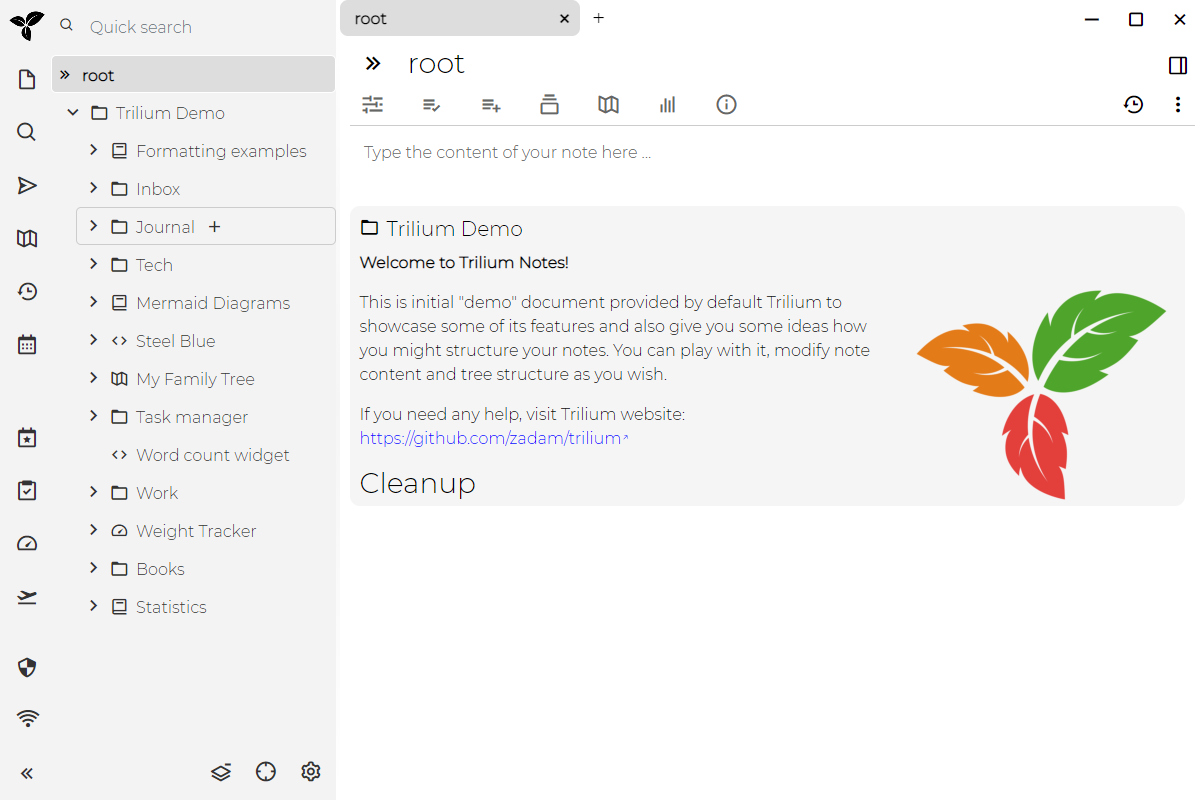 Quick search
root
root
root
Trilium Demo
Formatting examples
Inbox
Journal
Tech
Mermaid Diagrams
Steel Blue
My Family Tree
Task manager
Word count widget
Work
Weight Tracker
Books
Statistics
Type the content of your note here ...
Trilium Demo
Welcome to Trilium Notes!
This is initial "demo" document provided by default Trilium to
showcase some of its features and also give you some ideas how
you might structure your notes. You can play with it, modify note
content and tree structure as you wish.
If you need any help, visit Trilium website:
https://github.com/zadam/trilium
Cleanup